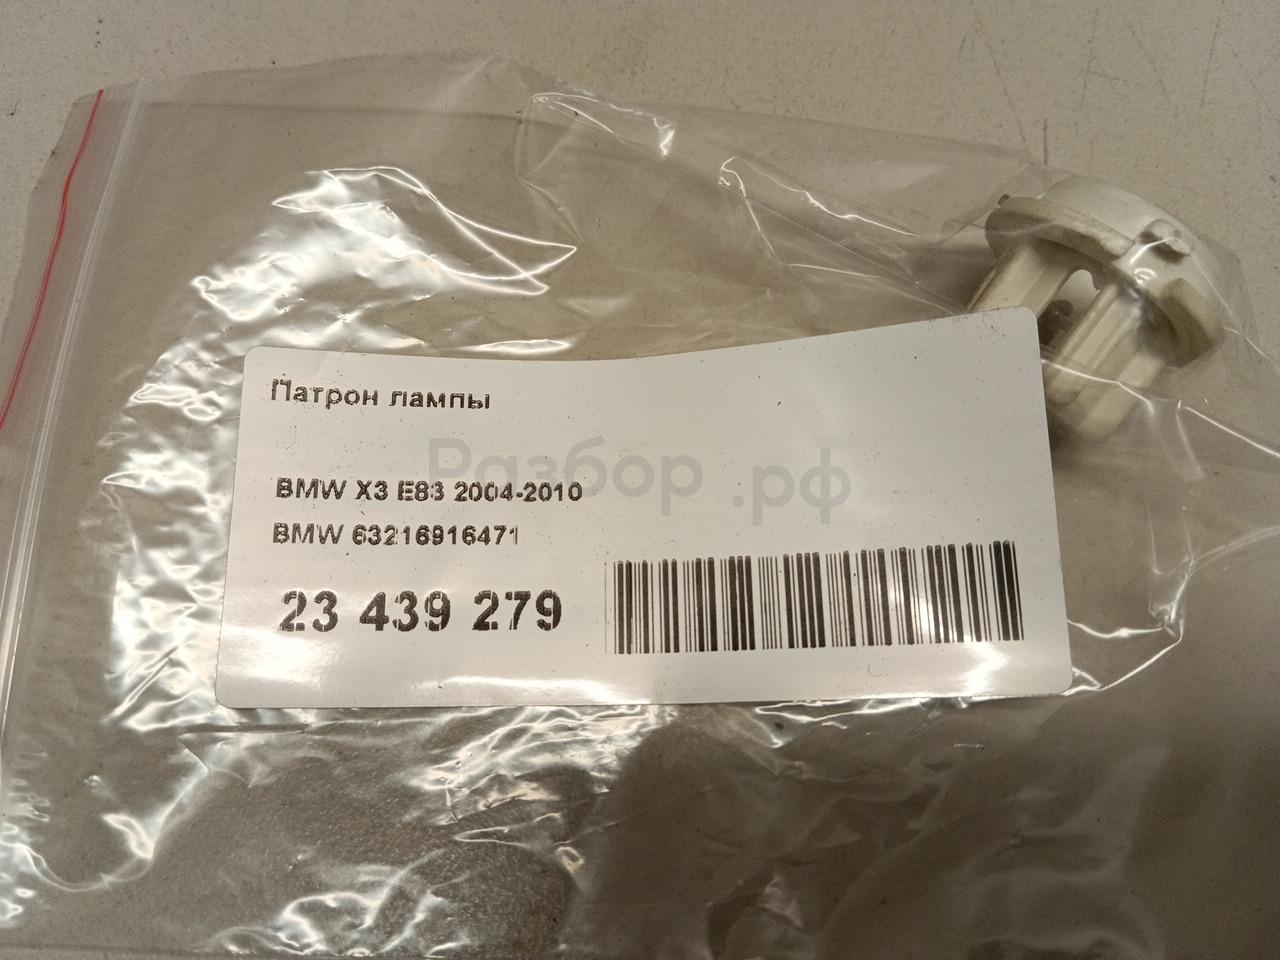 Патрон лампы
Разбор.рф
BMW X3 E83 2004-2010
BMW 63216916471
23 439 279